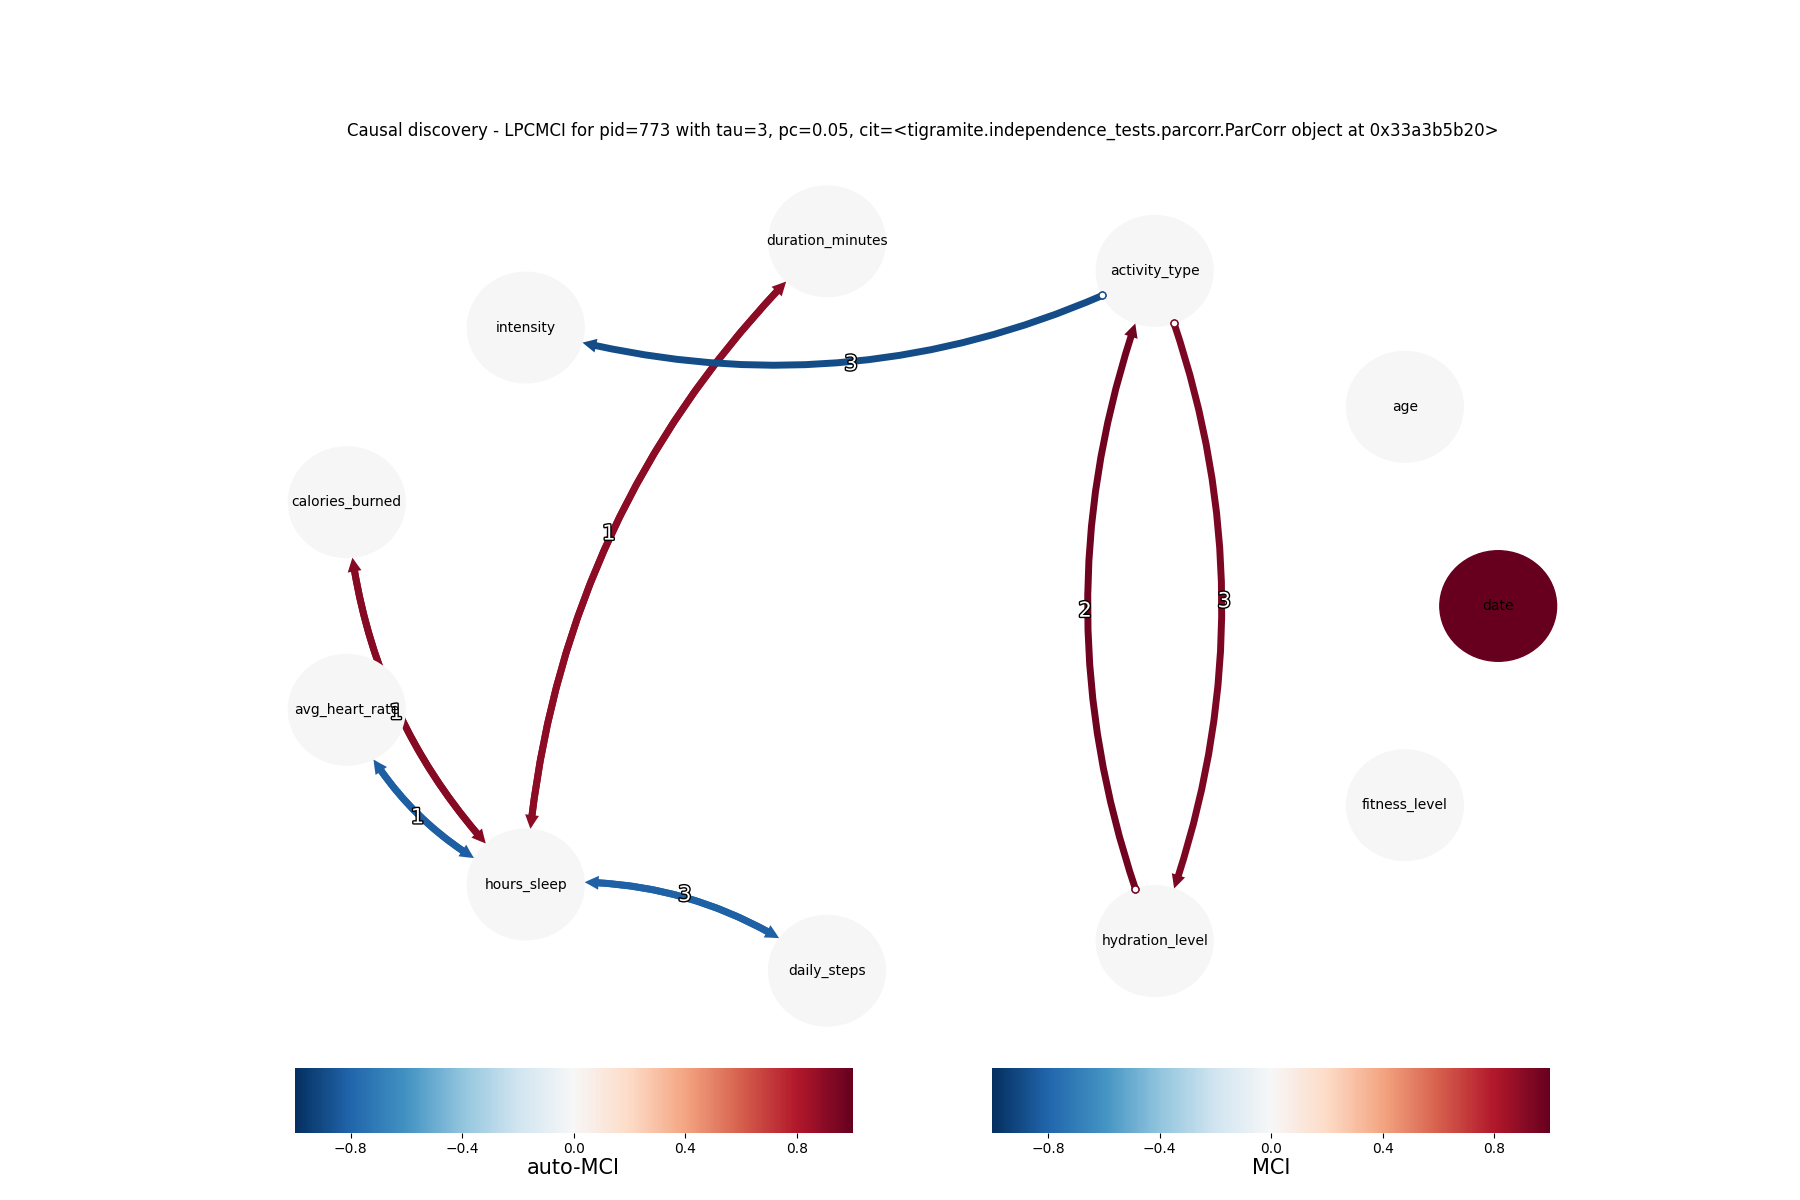 Causal discovery - LPCMCI for pid=773 with tau=3, pc=0.05, cit=<tigramite.independence_tests.parcorr.ParCorr object at 0x33a3b5b20>
duration_minutes
activity_type
intensity
3
age
calories_burned
1
2
3
date
avg_heart_rate
1
1
fitness_level
hours_sleep
3
hydration_level
daily_steps
−0.8
−0.4
0.0
0.4
0.8
auto-MCI
−0.8
−0.4
0.0
0.4
0.8
MCI